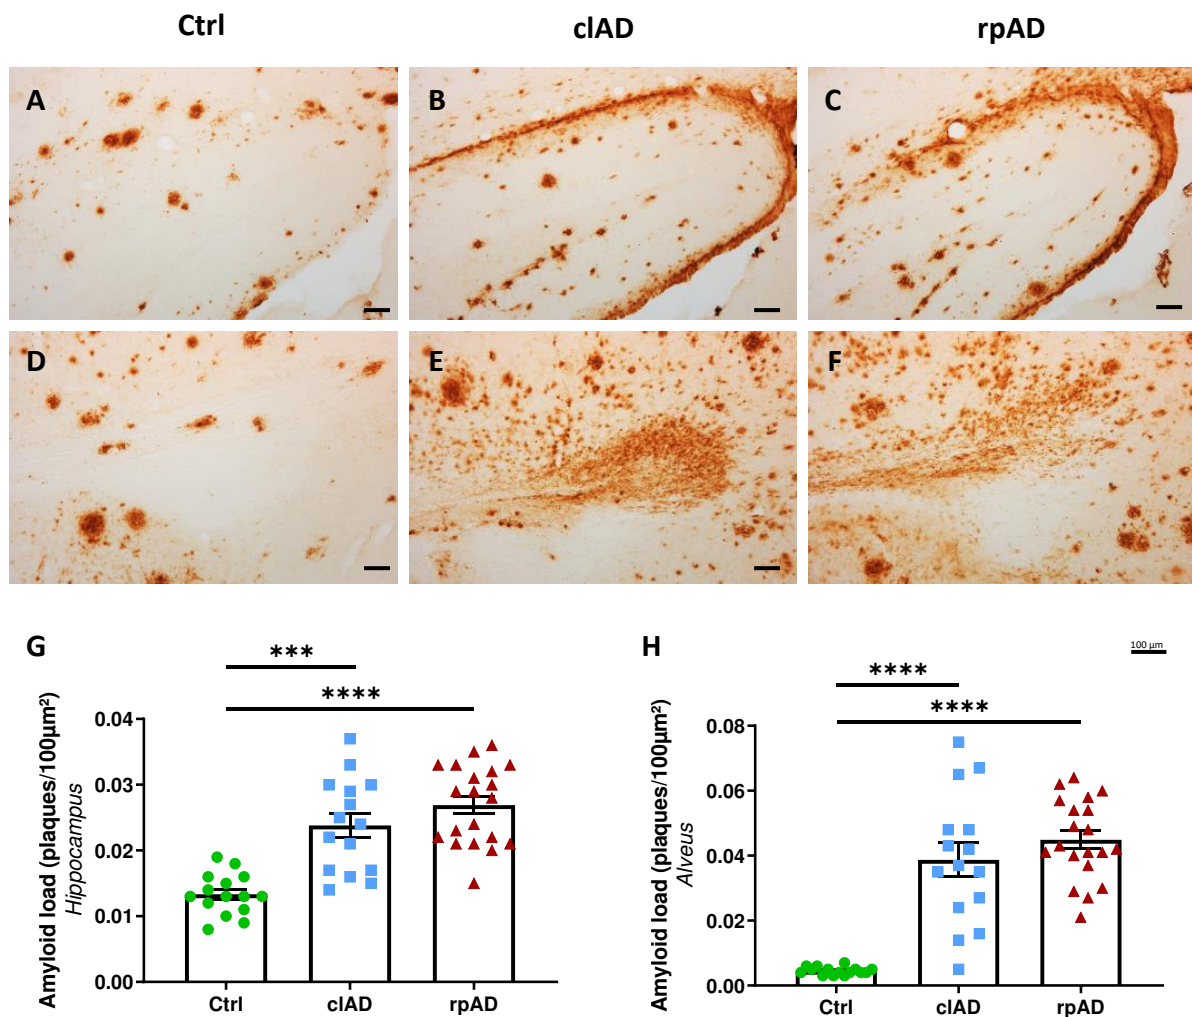 Ctrl
clAD
rpAD
A
B
C
D
E
F
G
***
****
Amyloid load (plaques/100µm²)
Hippocampus
0.04
0.03
0.02
0.01
0.00
Ctrl
clAD
rpAD
H
100 µm
****
****
Amyloid load (plaques/100µm²)
Alveus
0.08
0.06
0.04
0.02
0.00
Ctrl
clAD
rpAD